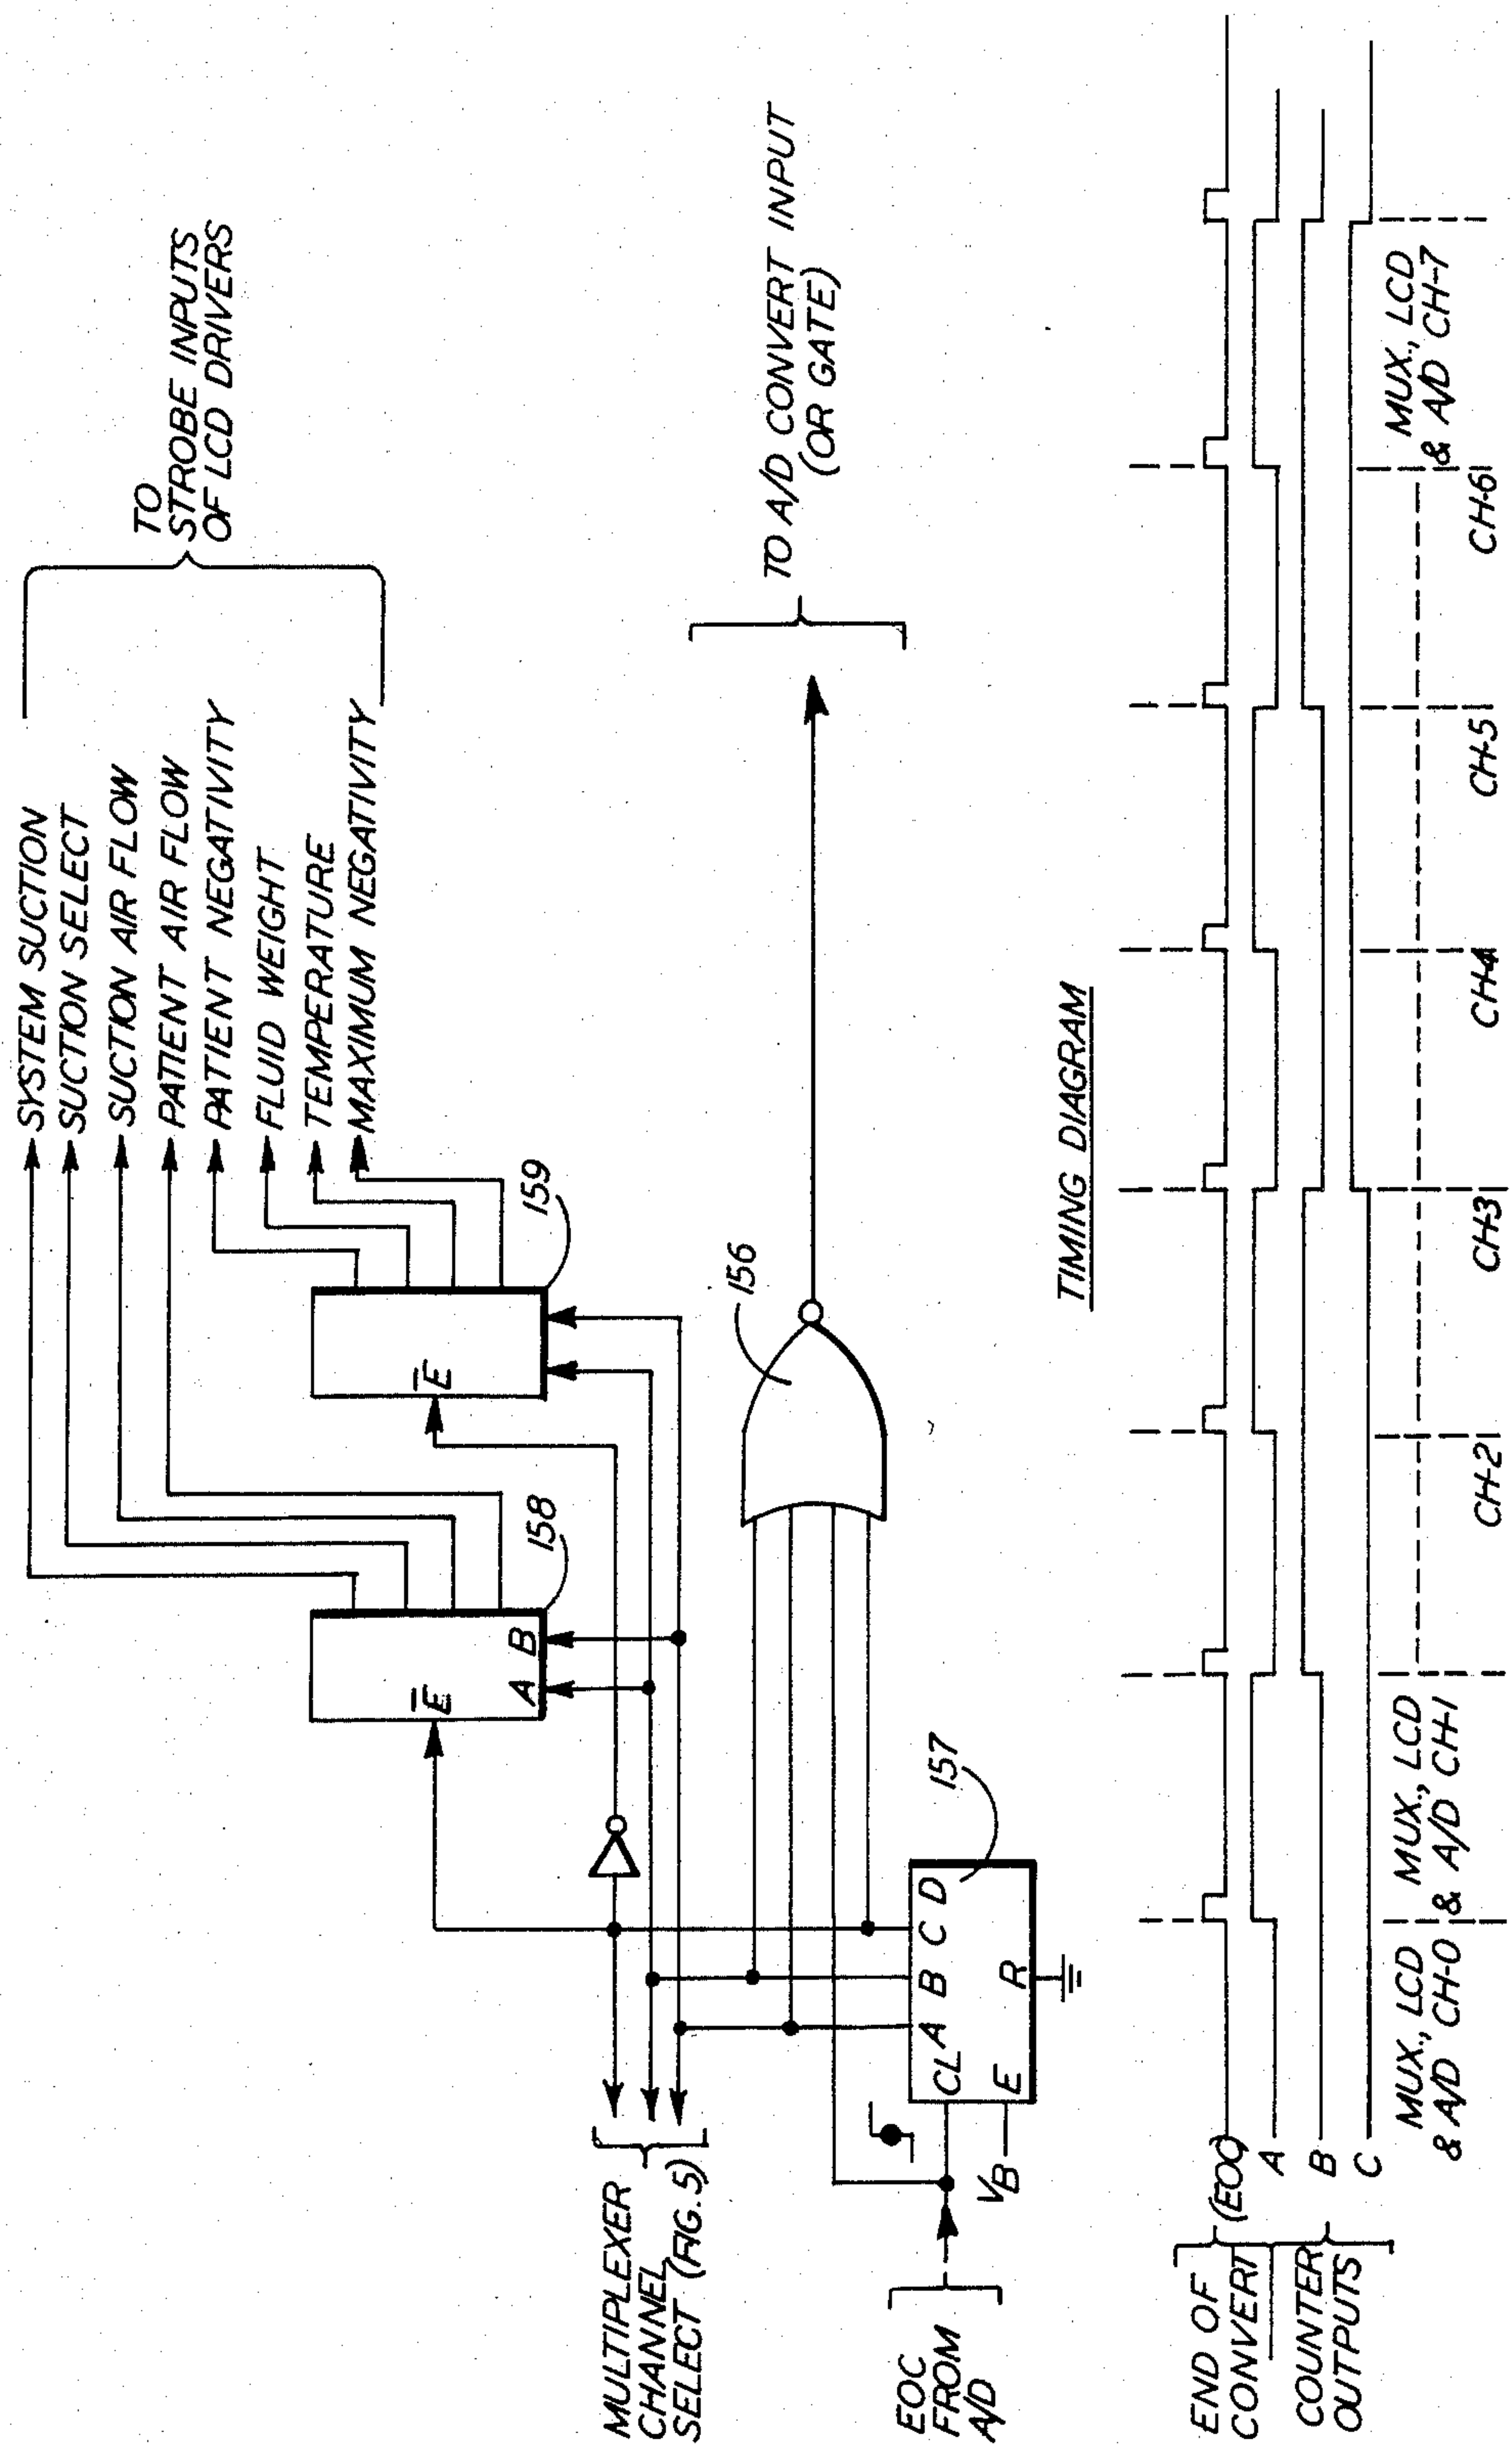 SYSTEM SUCTION
SUCTION SELECT
SUCTION AIR FLOW
PATIENT AIR FLOW
PATIENT NEGATIVITY
FLUID WEIGHT
TEMPERATURE
MAXIMUM NEGATIVITY
TO
STROBE INPUTS
OF LCD DRIVERS
E
A B
158
E
159
MULTIPLEXER
CHANNEL
SELECT (FIG. 5)
156
TO A/D CONVERT INPUT
(OR GATE)
EOC
FROM
A/D
VB
CL A B C D
E R
157
TIMING DIAGRAM
END OF
CONVERT
(EOC)
COUNTER
OUTPUTS
A
B
C
MUX., LCD
& A/D CH-0
MUX., LCD
& A/D CH-1
CH-2
CH-3
CH-4
CH-5
CH-6
MUX., LCD
& A/D CH-7